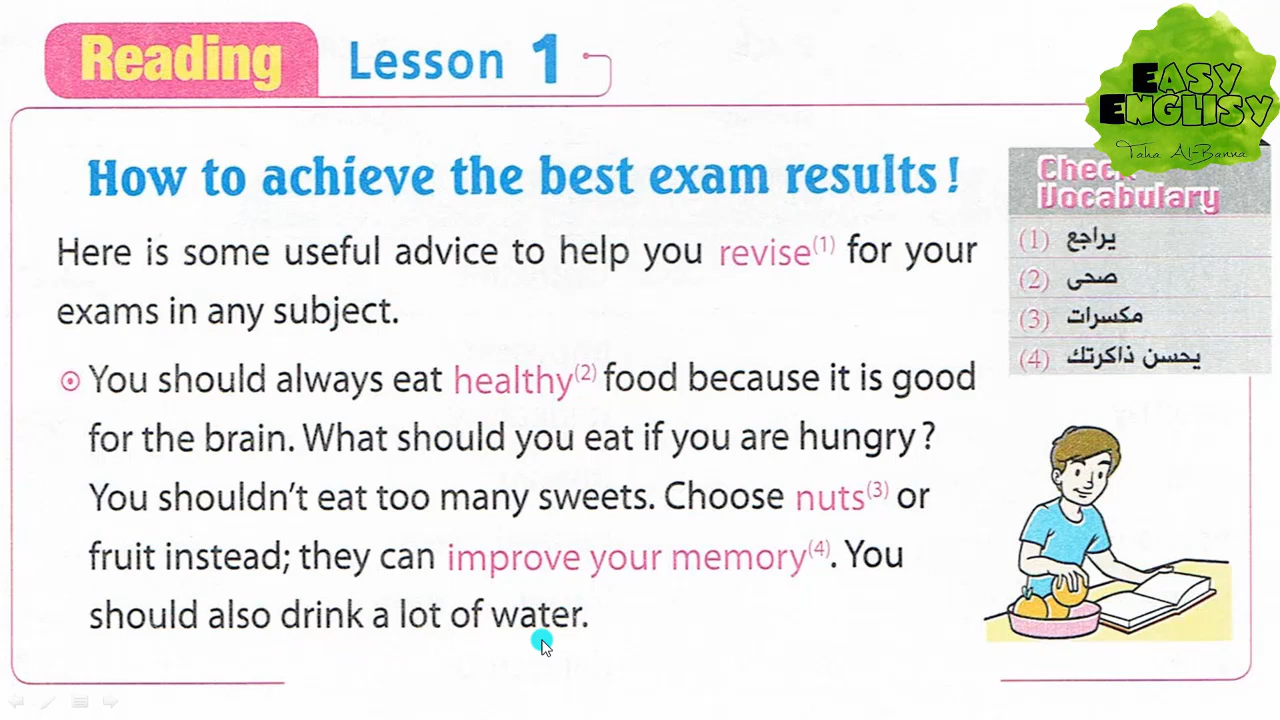 Reading Lesson 1
EASY
ENGLISY
Taha Al-Banna
How to achieve the best exam results!
Here is some useful advice to help you revise(1) for your
exams in any subject.
You should always eat healthy(2) food because it is good
for the brain. What should you eat if you are hungry?
You shouldn't eat too many sweets. Choose nuts(3) or
fruit instead; they can improve your memory(4). You
should also drink a lot of water.
Check
Vocabulary
(1) يراجع
(2) صحى
(3) مكسرات
(4) يحسن ذاكرتك